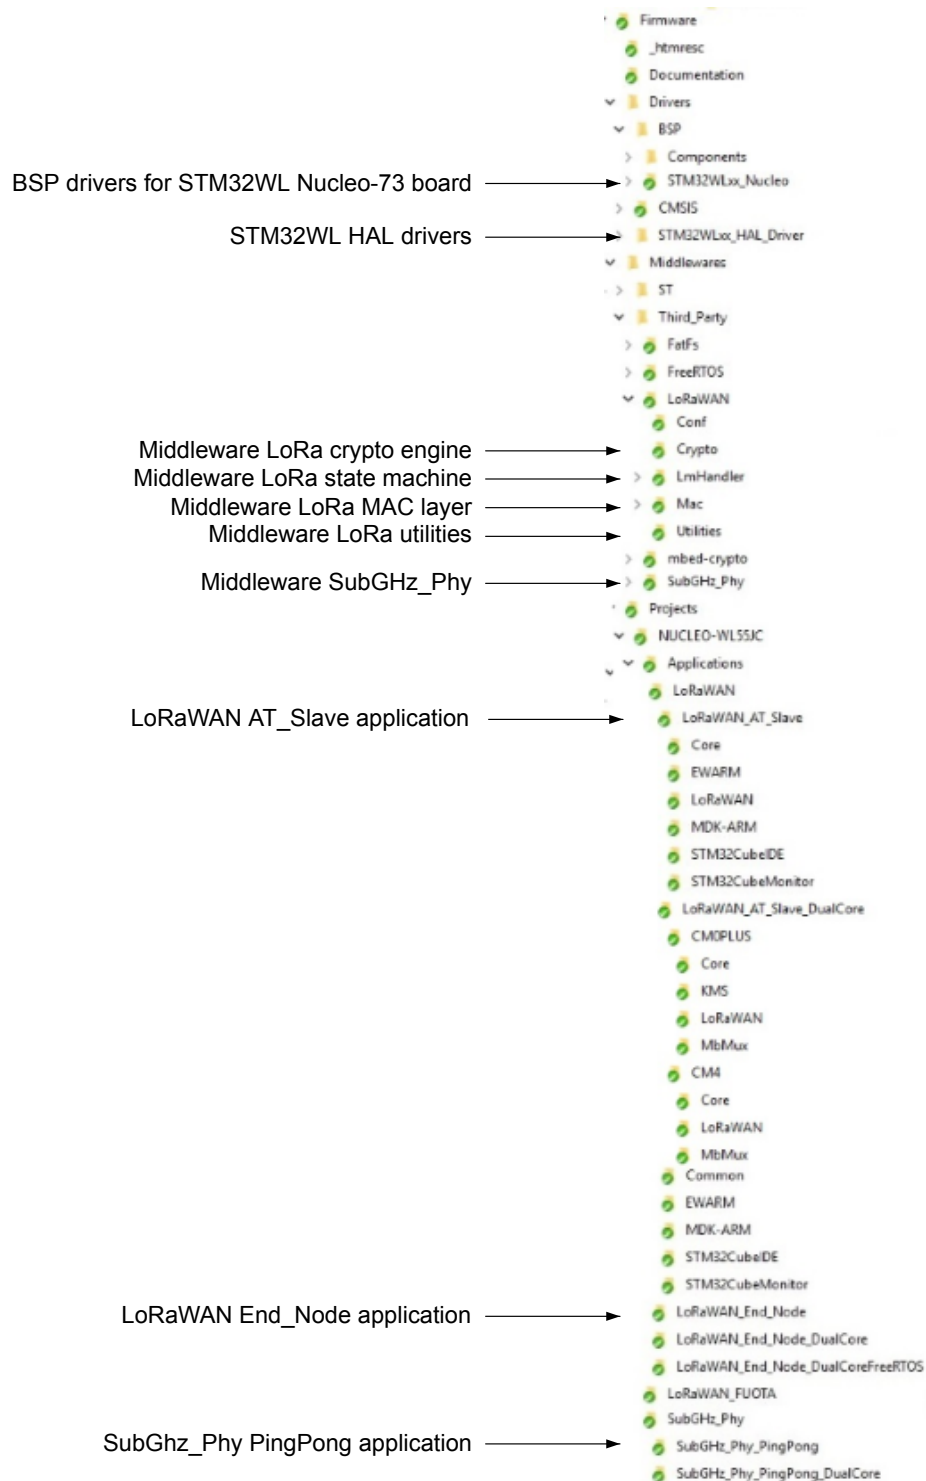 Firmware
_htmresc
Documentation
Drivers
BSP
Components
BSP drivers for STM32WL Nucleo-73 board
STM32WLxx_Nucleo
CMSIS
STM32WL HAL drivers
STM32WLxx_HAL_Driver
Middlewares
ST
Third_Party
FatFs
FreeRTOS
LoRaWAN
Conf
Middleware LoRa crypto engine
Crypto
Middleware LoRa state machine
LmHandler
Middleware LoRa MAC layer
Mac
Middleware LoRa utilities
Utilities
mbed-crypto
Middleware SubGHz_Phy
SubGHz_Phy
Projects
NUCLEO-WL55JC
Applications
LoRaWAN
LoRaWAN AT_Slave application
LoRaWAN_AT_Slave
Core
EWARM
LoRaWAN
MDK-ARM
STM32CubeIDE
STM32CubeMonitor
LoRaWAN_AT_Slave_DualCore
CM0PLUS
Core
KMS
LoRaWAN
MbMux
CM4
Core
LoRaWAN
MbMux
Common
EWARM
MDK-ARM
STM32CubeIDE
STM32CubeMonitor
LoRaWAN End_Node application
LoRaWAN_End_Node
LoRaWAN_End_Node_DualCore
LoRaWAN_End_Node_DualCoreFreeRTOS
LoRaWAN_FUOTA
SubGHz_Phy
SubGhz_Phy PingPong application
SubGHz_Phy_PingPong
SubGHz_Phy_PingPong_DualCore